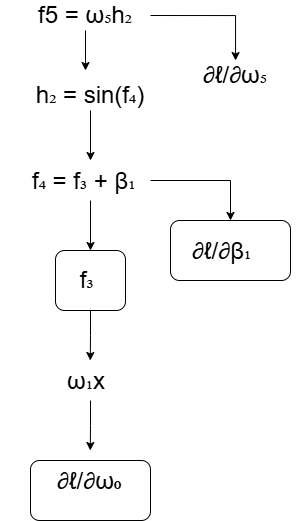 f5 = ω₅h₂
∂ℓ/∂ω₅
h₂ = sin(f₄)
f₄ = f₃ + β₁
∂ℓ/∂β₁
f₃
ω₁x
∂ℓ/∂ω₀